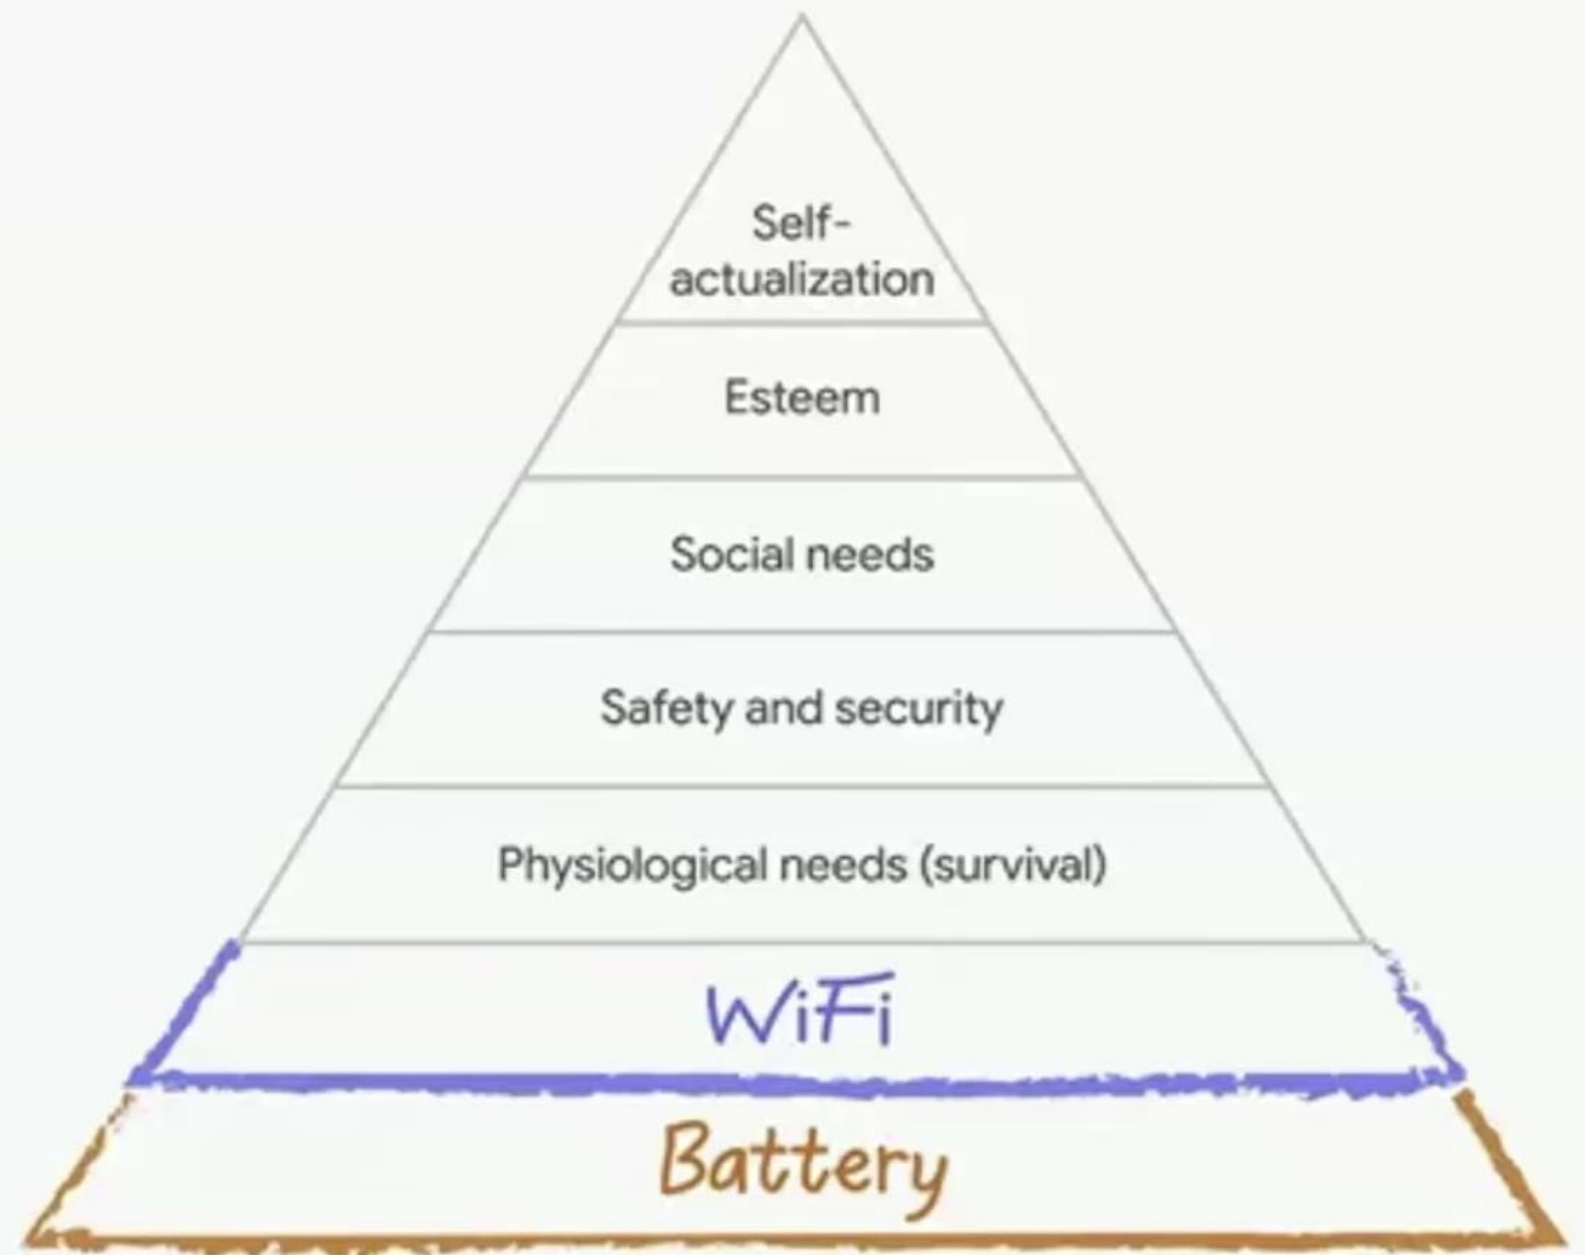 Self-
actualization
Esteem
Social needs
Safety and security
Physiological needs (survival)
WiFi
Battery